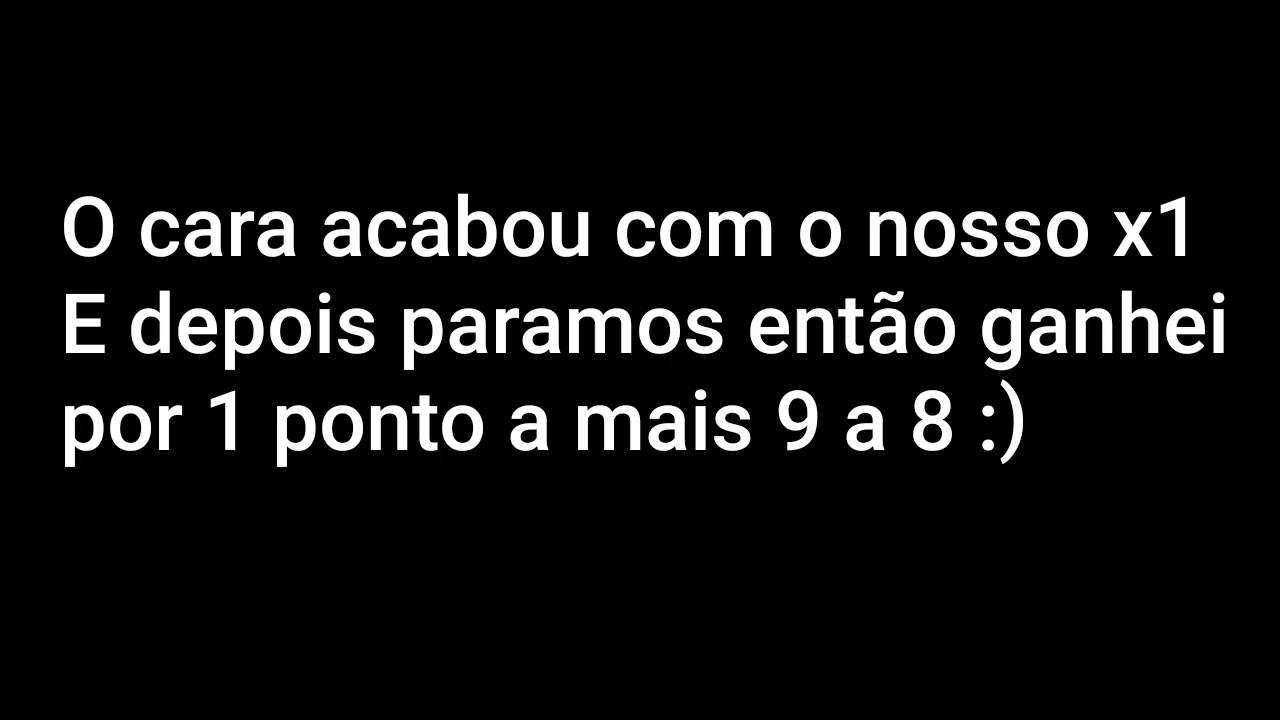 O cara acabou com o nosso x1
E depois paramos então ganhei
por 1 ponto a mais 9 a 8 :)